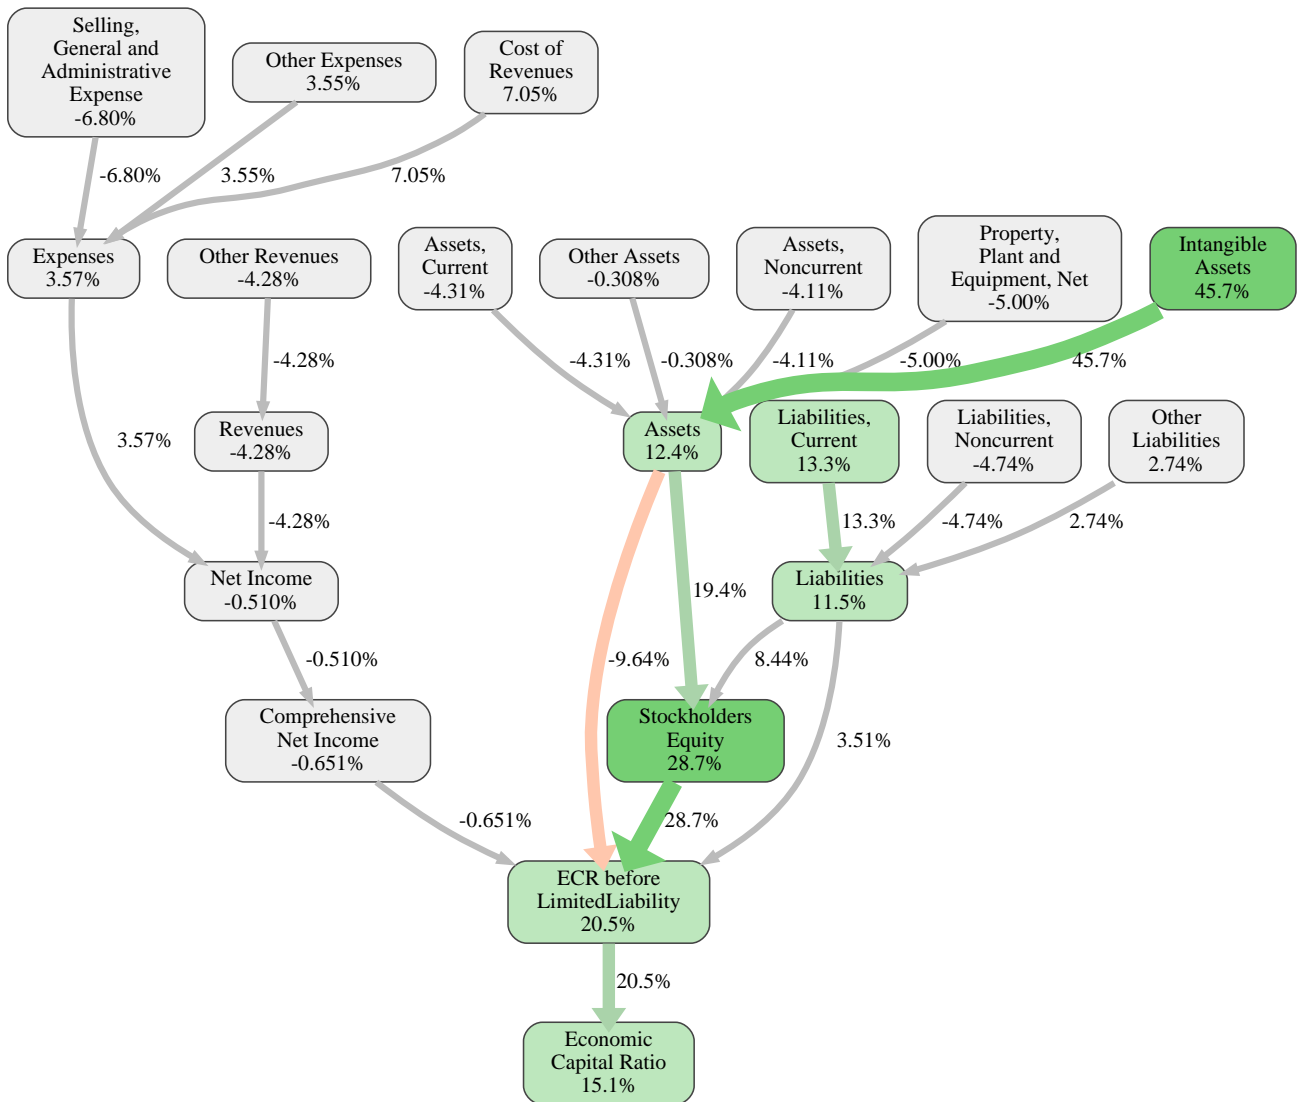 Selling,
General and
Administrative
Expense
-6.80%
Other Expenses
3.55%
Cost of
Revenues
7.05%
-6.80%
3.55%
7.05%
Expenses
3.57%
Other Revenues
-4.28%
Assets,
Current
-4.31%
Other Assets
-0.308%
Assets,
Noncurrent
-4.11%
Property,
Plant and
Equipment, Net
-5.00%
Intangible
Assets
45.7%
-4.28%
-4.31%
-0.308%
-4.11%
-5.00%
45.7%
3.57%
Revenues
-4.28%
Assets
12.4%
Liabilities,
Current
13.3%
Liabilities,
Noncurrent
-4.74%
Other
Liabilities
2.74%
-4.28%
13.3%
-4.74%
2.74%
Net Income
-0.510%
19.4%
Liabilities
11.5%
-0.510%
-9.64%
8.44%
Comprehensive
Net Income
-0.651%
Stockholders
Equity
28.7%
3.51%
-0.651%
28.7%
ECR before
LimitedLiability
20.5%
20.5%
Economic
Capital Ratio
15.1%